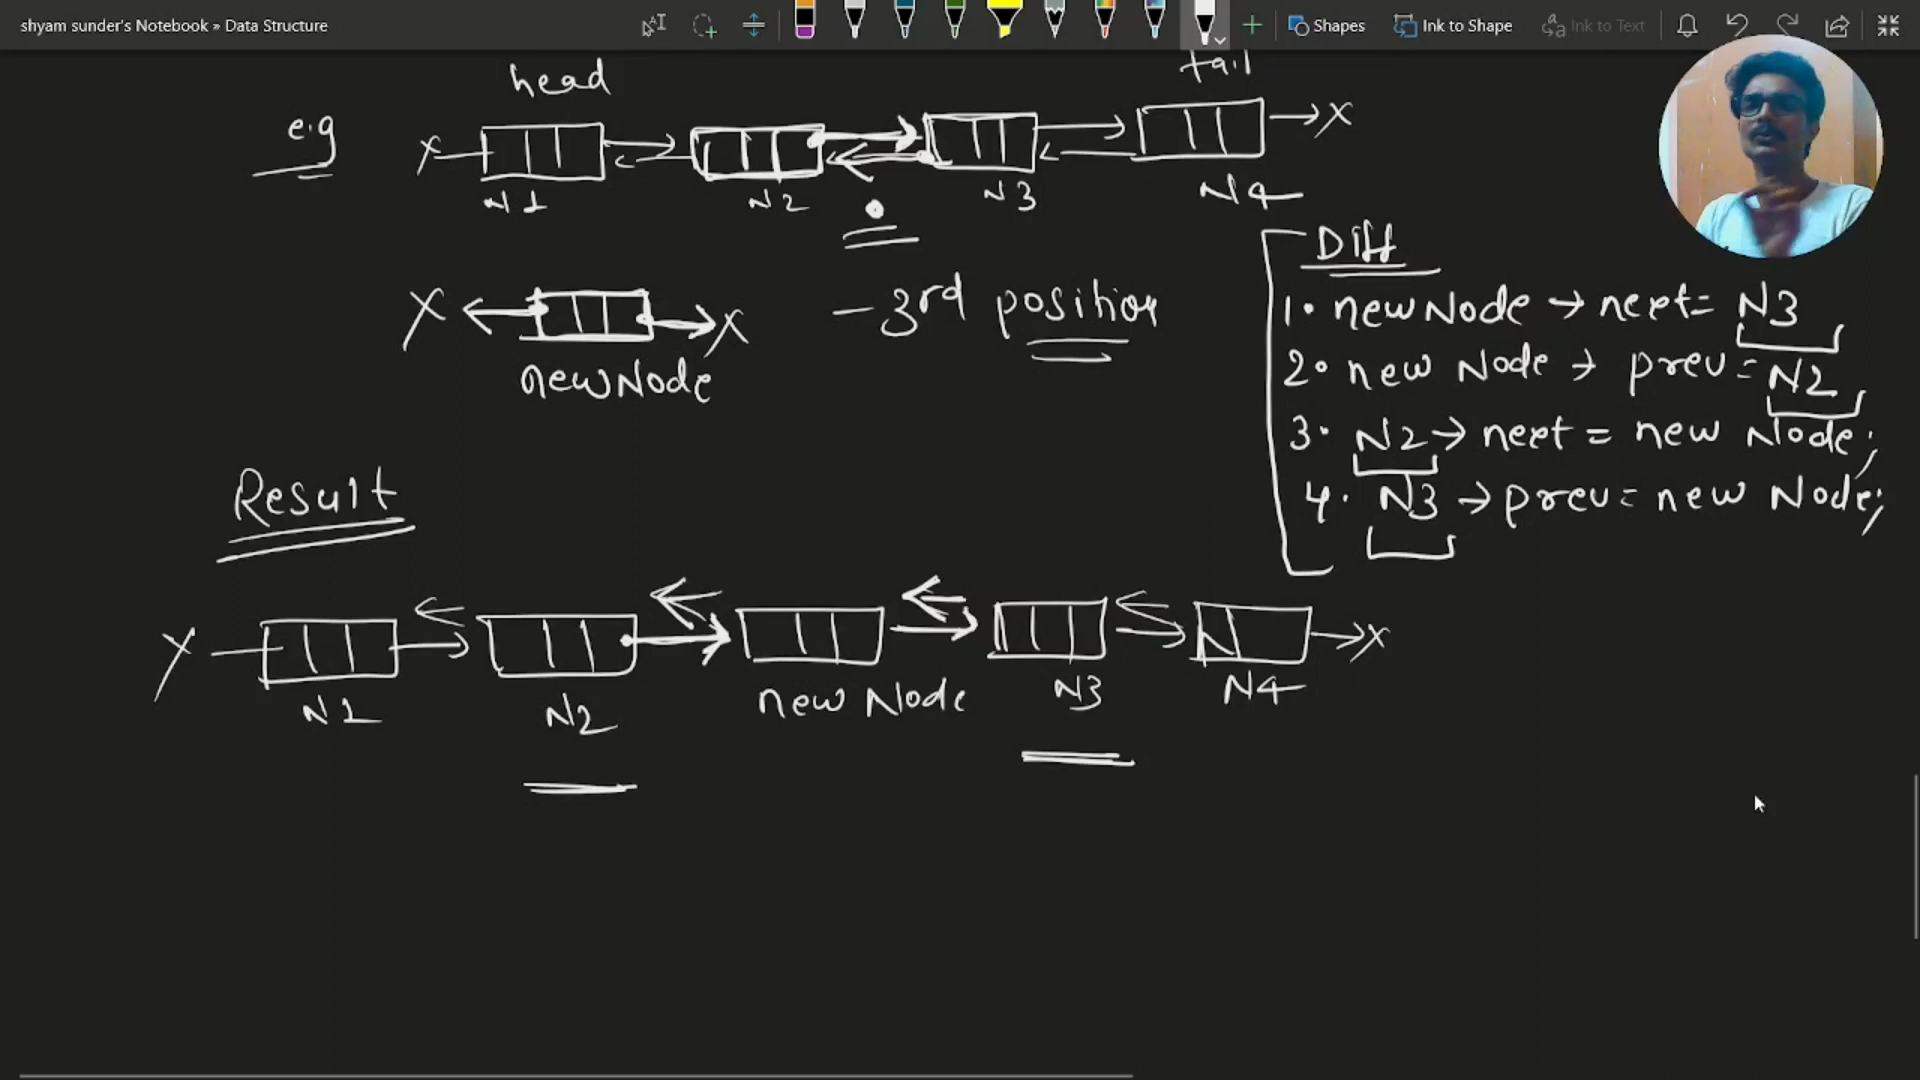 shyam sunder's Notebook » Data Structure
Shapes Ink to Shape Ink to Text
head tail
e.g X X
N1 N2 N3 N4
Diff
X X - 3rd position
newNode
1. newNode → next = N3
2. new Node → prev = N2
3. N2 → next = new Node;
4. N3 → prev = new Node;
Result
X X
N1 N2 new Node N3 N4